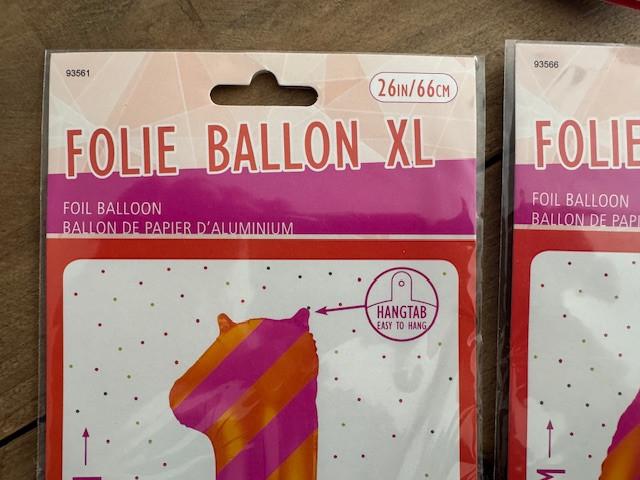 93561
26IN/66CM
FOLIE BALLON XL
FOIL BALLOON
BALLON DE PAPIER D'ALUMINIUM
HANGTAB
EASY TO HANG
93566
FOLIE
FOIL BALLOON
BALLON DE PAPI